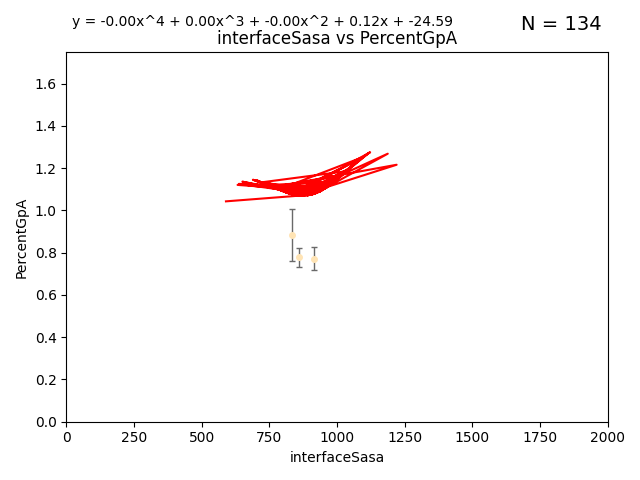 y = -0.00x^4 + 0.00x^3 + -0.00x^2 + 0.12x + -24.59
N = 134
interfaceSasa vs PercentGpA
PercentGpA
1.6
1.4
1.2
1.0
0.8
0.6
0.4
0.2
0.0
0 250 500 750 1000 1250 1500 1750 2000
interfaceSasa